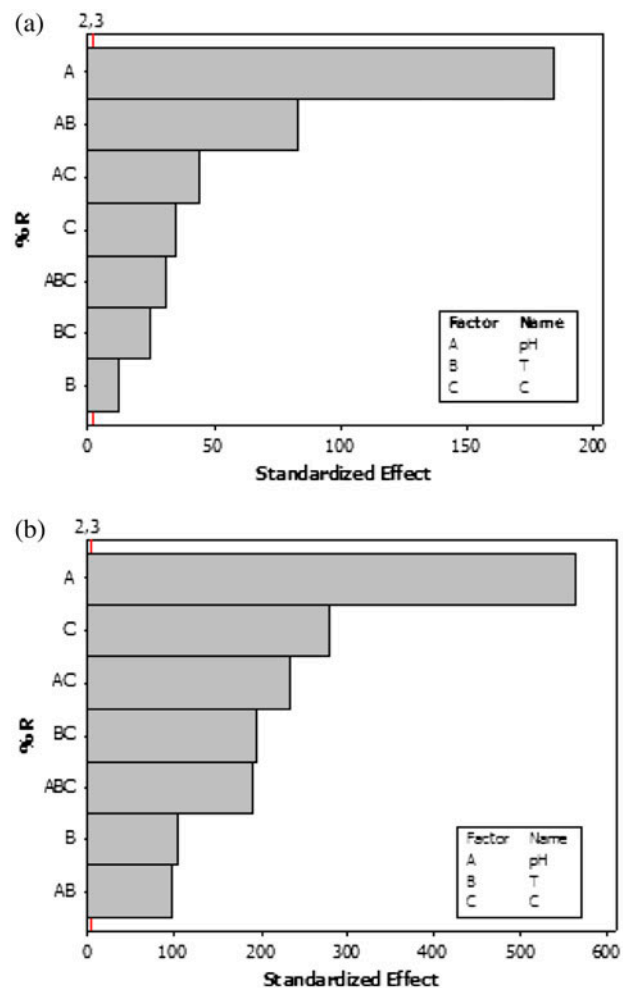 (a)
2,3
A
AB
AC
C
ABC
BC
B
% R
Factor Name
A pH
B T
C C
0 50 100 150 200
Standardized Effect
(b)
2,3
A
C
AC
BC
ABC
B
AB
% R
Factor Name
A pH
B T
C C
0 100 200 300 400 500 600
Standardized Effect